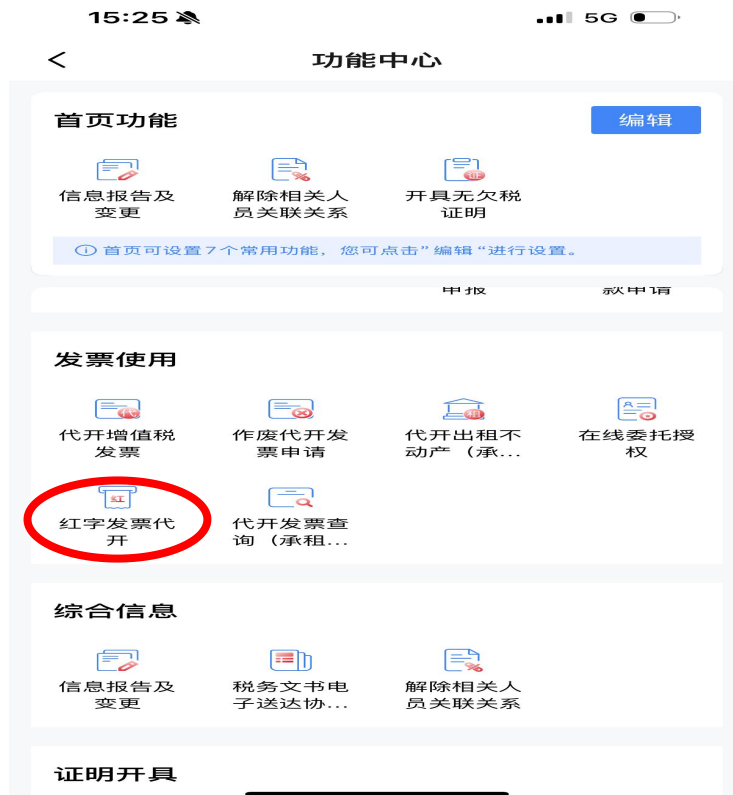 15:25
5G
功能中心
首页功能
编辑
信息报告及 解除相关人 开具无欠税
变更 员关联关系 证明
首页可设置7个常用功能，您可点击”编辑“进行设置。
申报 款申请
发票使用
代开增值税 作废代开发 代开出租不 在线委托授
发票 票申请 动产（承... 权
红字发票代 代开发票查
开 询（承租...
综合信息
信息报告及 税务文书电 解除相关人
变更 子送达协... 员关联关系
证明开具